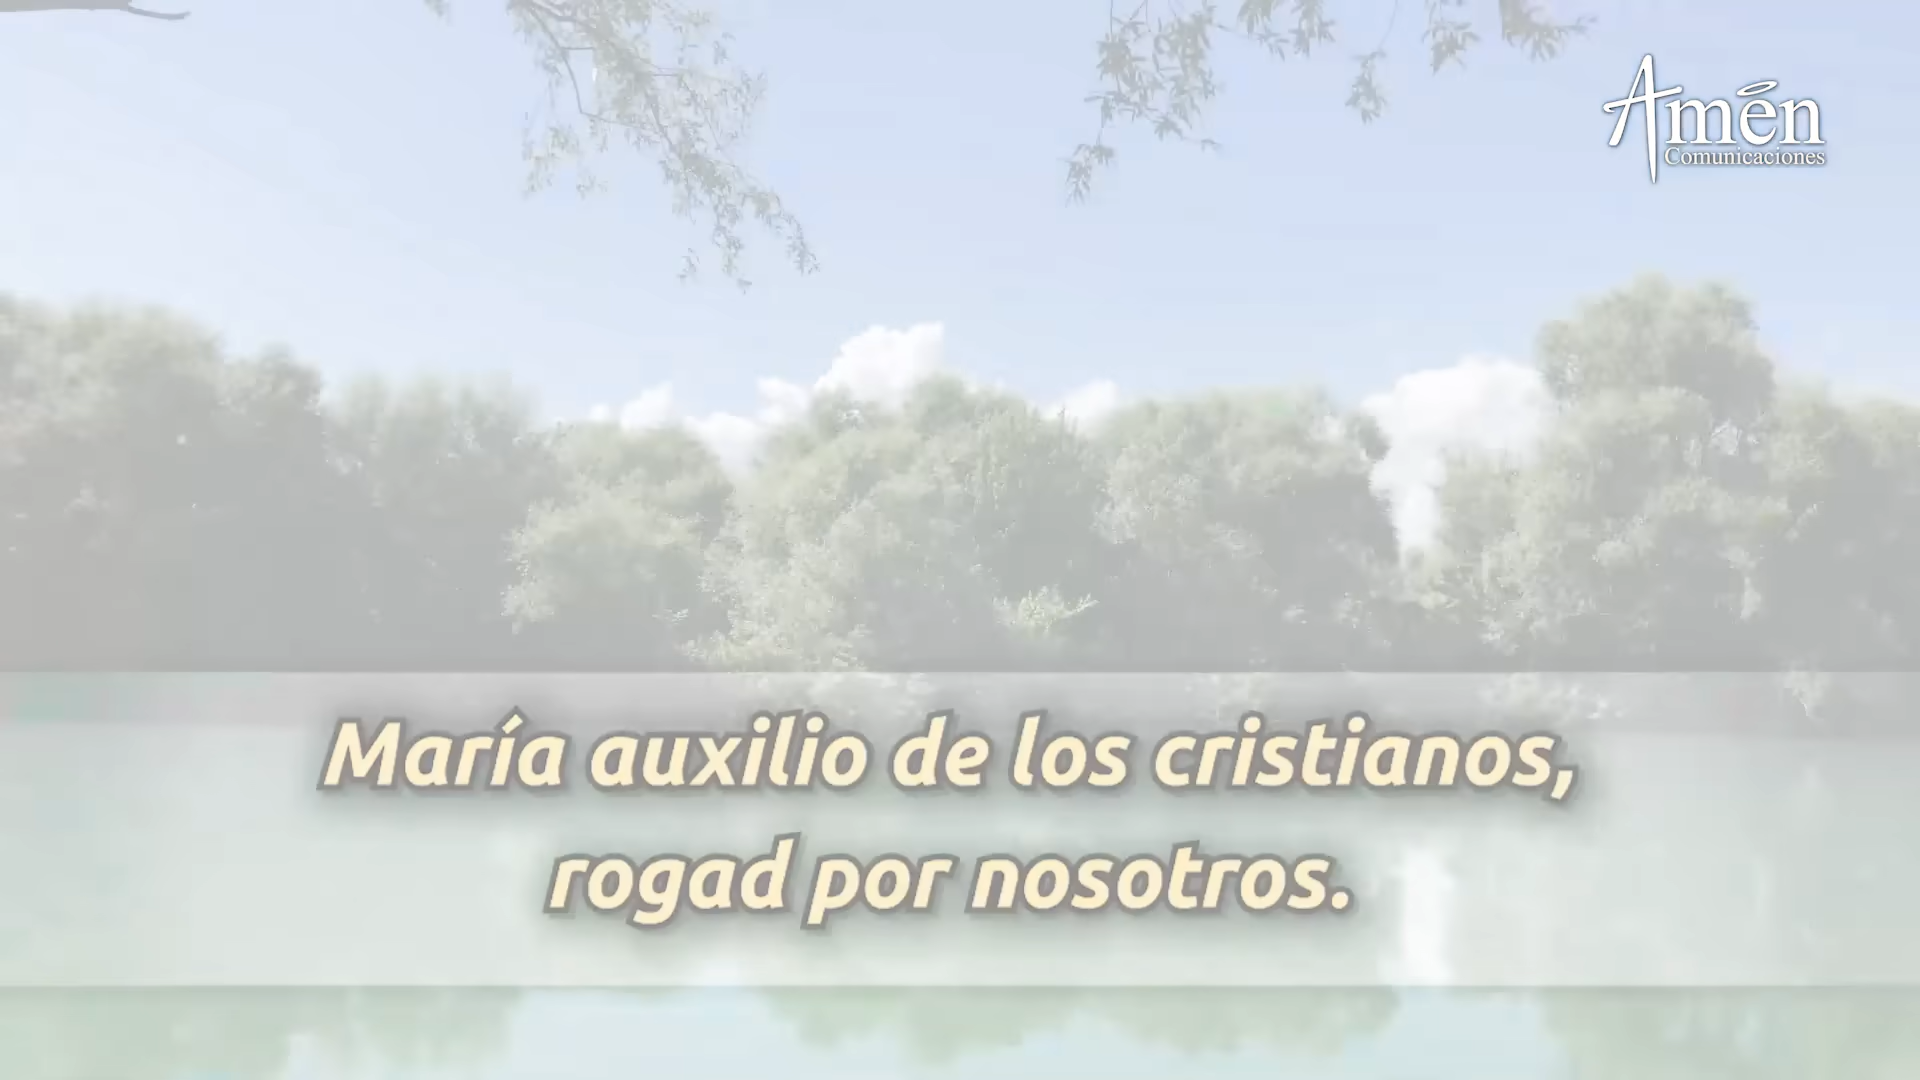 Amén
Comunicaciones
María auxilio de los cristianos,
rogad por nosotros.